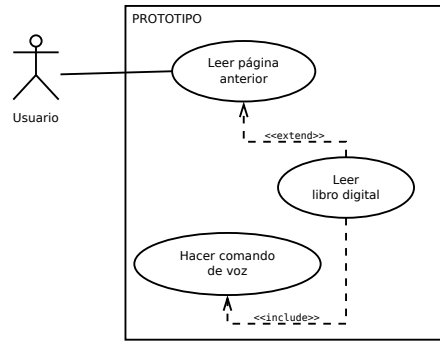 PROTOTIPO
Leer página
anterior
Usuario
<<extend>>
Leer
libro digital
Hacer comando
de voz
<<include>>